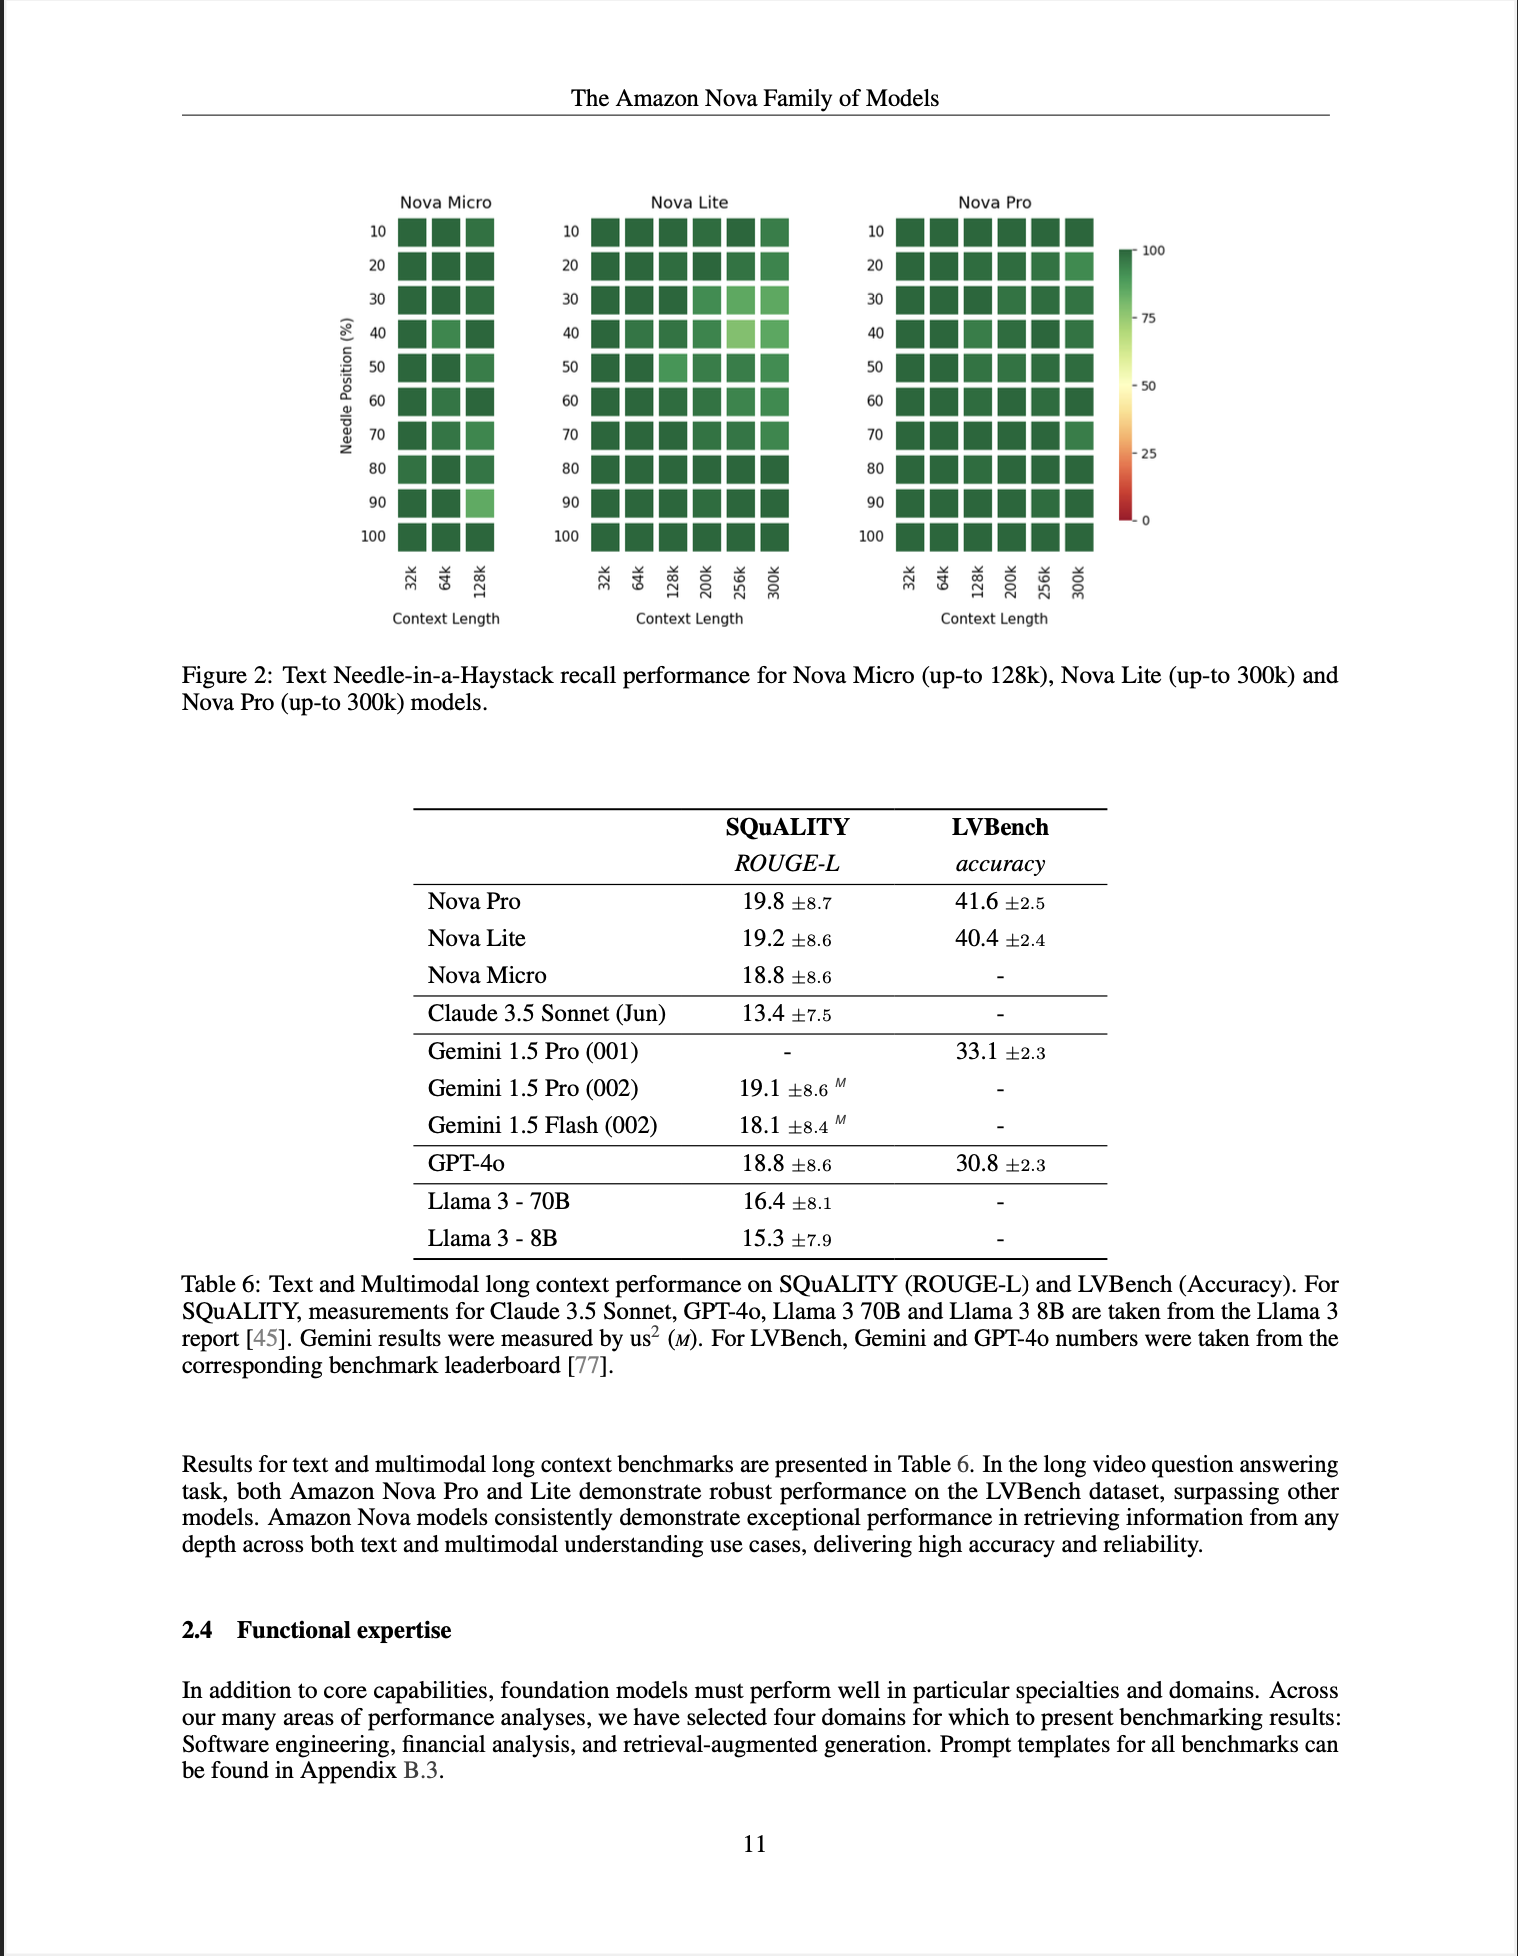 The Amazon Nova Family of Models
Nova Micro
Nova Lite
Nova Pro
Needle Position (%)
10
20
30
40
50
60
70
80
90
100
32k
64k
128k
Context Length
10
20
30
40
50
60
70
80
90
100
32k
64k
128k
200k
256k
300k
Context Length
10
20
30
40
50
60
70
80
90
100
32k
64k
128k
200k
256k
300k
Context Length
100
75
50
25
0
Figure 2: Text Needle-in-a-Haystack recall performance for Nova Micro (up-to 128k), Nova Lite (up-to 300k) and
Nova Pro (up-to 300k) models.
SQuALITY LVBench
ROUGE-L accuracy
Nova Pro 19.8 ±8.7 41.6 ±2.5
Nova Lite 19.2 ±8.6 40.4 ±2.4
Nova Micro 18.8 ±8.6 -
Claude 3.5 Sonnet (Jun) 13.4 ±7.5 -
Gemini 1.5 Pro (001) - 33.1 ±2.3
Gemini 1.5 Pro (002) 19.1 ±8.6 M -
Gemini 1.5 Flash (002) 18.1 ±8.4 M -
GPT-4o 18.8 ±8.6 30.8 ±2.3
Llama 3 - 70B 16.4 ±8.1 -
Llama 3 - 8B 15.3 ±7.9 -
Table 6: Text and Multimodal long context performance on SQuALITY (ROUGE-L) and LVBench (Accuracy). For
SQuALITY, measurements for Claude 3.5 Sonnet, GPT-4o, Llama 3 70B and Llama 3 8B are taken from the Llama 3
report [45]. Gemini results were measured by us² (M). For LVBench, Gemini and GPT-4o numbers were taken from the
corresponding benchmark leaderboard [77].
Results for text and multimodal long context benchmarks are presented in Table 6. In the long video question answering
task, both Amazon Nova Pro and Lite demonstrate robust performance on the LVBench dataset, surpassing other
models. Amazon Nova models consistently demonstrate exceptional performance in retrieving information from any
depth across both text and multimodal understanding use cases, delivering high accuracy and reliability.
2.4 Functional expertise
In addition to core capabilities, foundation models must perform well in particular specialties and domains. Across
our many areas of performance analyses, we have selected four domains for which to present benchmarking results:
Software engineering, financial analysis, and retrieval-augmented generation. Prompt templates for all benchmarks can
be found in Appendix B.3.
11